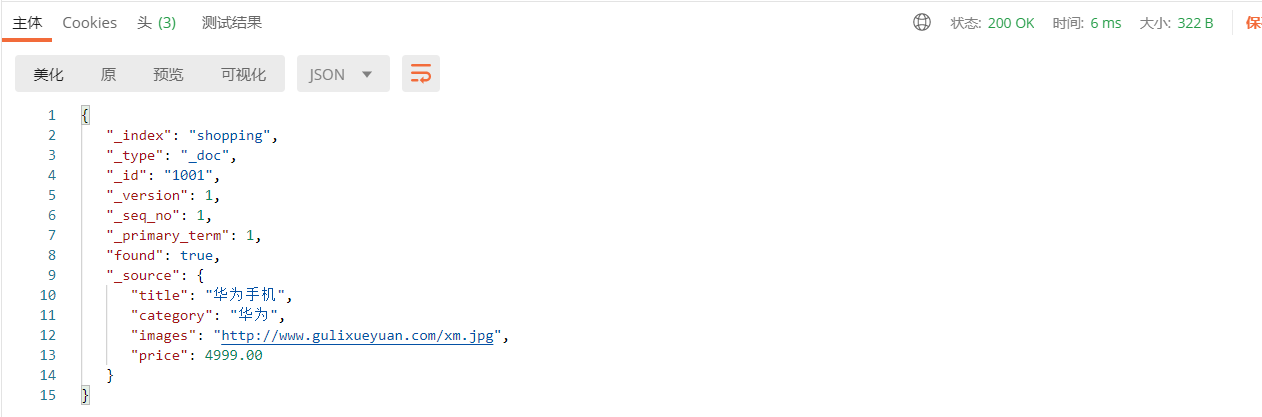 主体 Cookies 头 (3) 测试结果 状态: 200 OK 时间: 6 ms 大小: 322 B
美化 原 预览 可视化 JSON
1 {
2 "_index": "shopping",
3 "_type": "_doc",
4 "_id": "1001",
5 "_version": 1,
6 "_seq_no": 1,
7 "_primary_term": 1,
8 "found": true,
9 "_source": {
10 "title": "华为手机",
11 "category": "华为",
12 "images": "http://www.gulixueyuan.com/xm.jpg",
13 "price": 4999.00
14 }
15 }